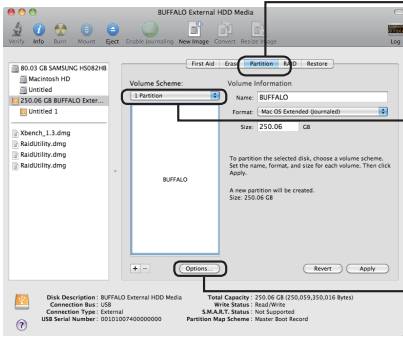 BUFFALO External HDD Media
Verify Info Burn Mount Eject Enable Journaling New Image Convert Resize Image Log
First Aid Erase Partition RAID Restore
80.03 GB SAMSUNG HS082HB
Macintosh HD
Untitled
250.06 GB BUFFALO Exter...
Untitled 1
Xbench_1.3.dmg
RaidUtility.dmg
RaidUtility.dmg
RaidUtility.dmg
Volume Scheme:
1 Partition
BUFFALO
+ - Options...
Volume Information
Name: BUFFALO
Format: Mac OS Extended (Journaled)
Size: 250.06 GB
To partition the selected disk, choose a volume scheme.
Set the name, format, and size for each volume. Then click
Apply.
A new partition will be created.
Size: 250.06 GB
Revert Apply
Disk Description : BUFFALO External HDD Media
Connection Bus : USB
Connection Type : External
USB Serial Number : 00101007400000000
Total Capacity : 250.06 GB (250,059,350,016 Bytes)
Write Status : Read/Write
S.M.A.R.T. Status : Not Supported
Partition Map Scheme : Master Boot Record
?